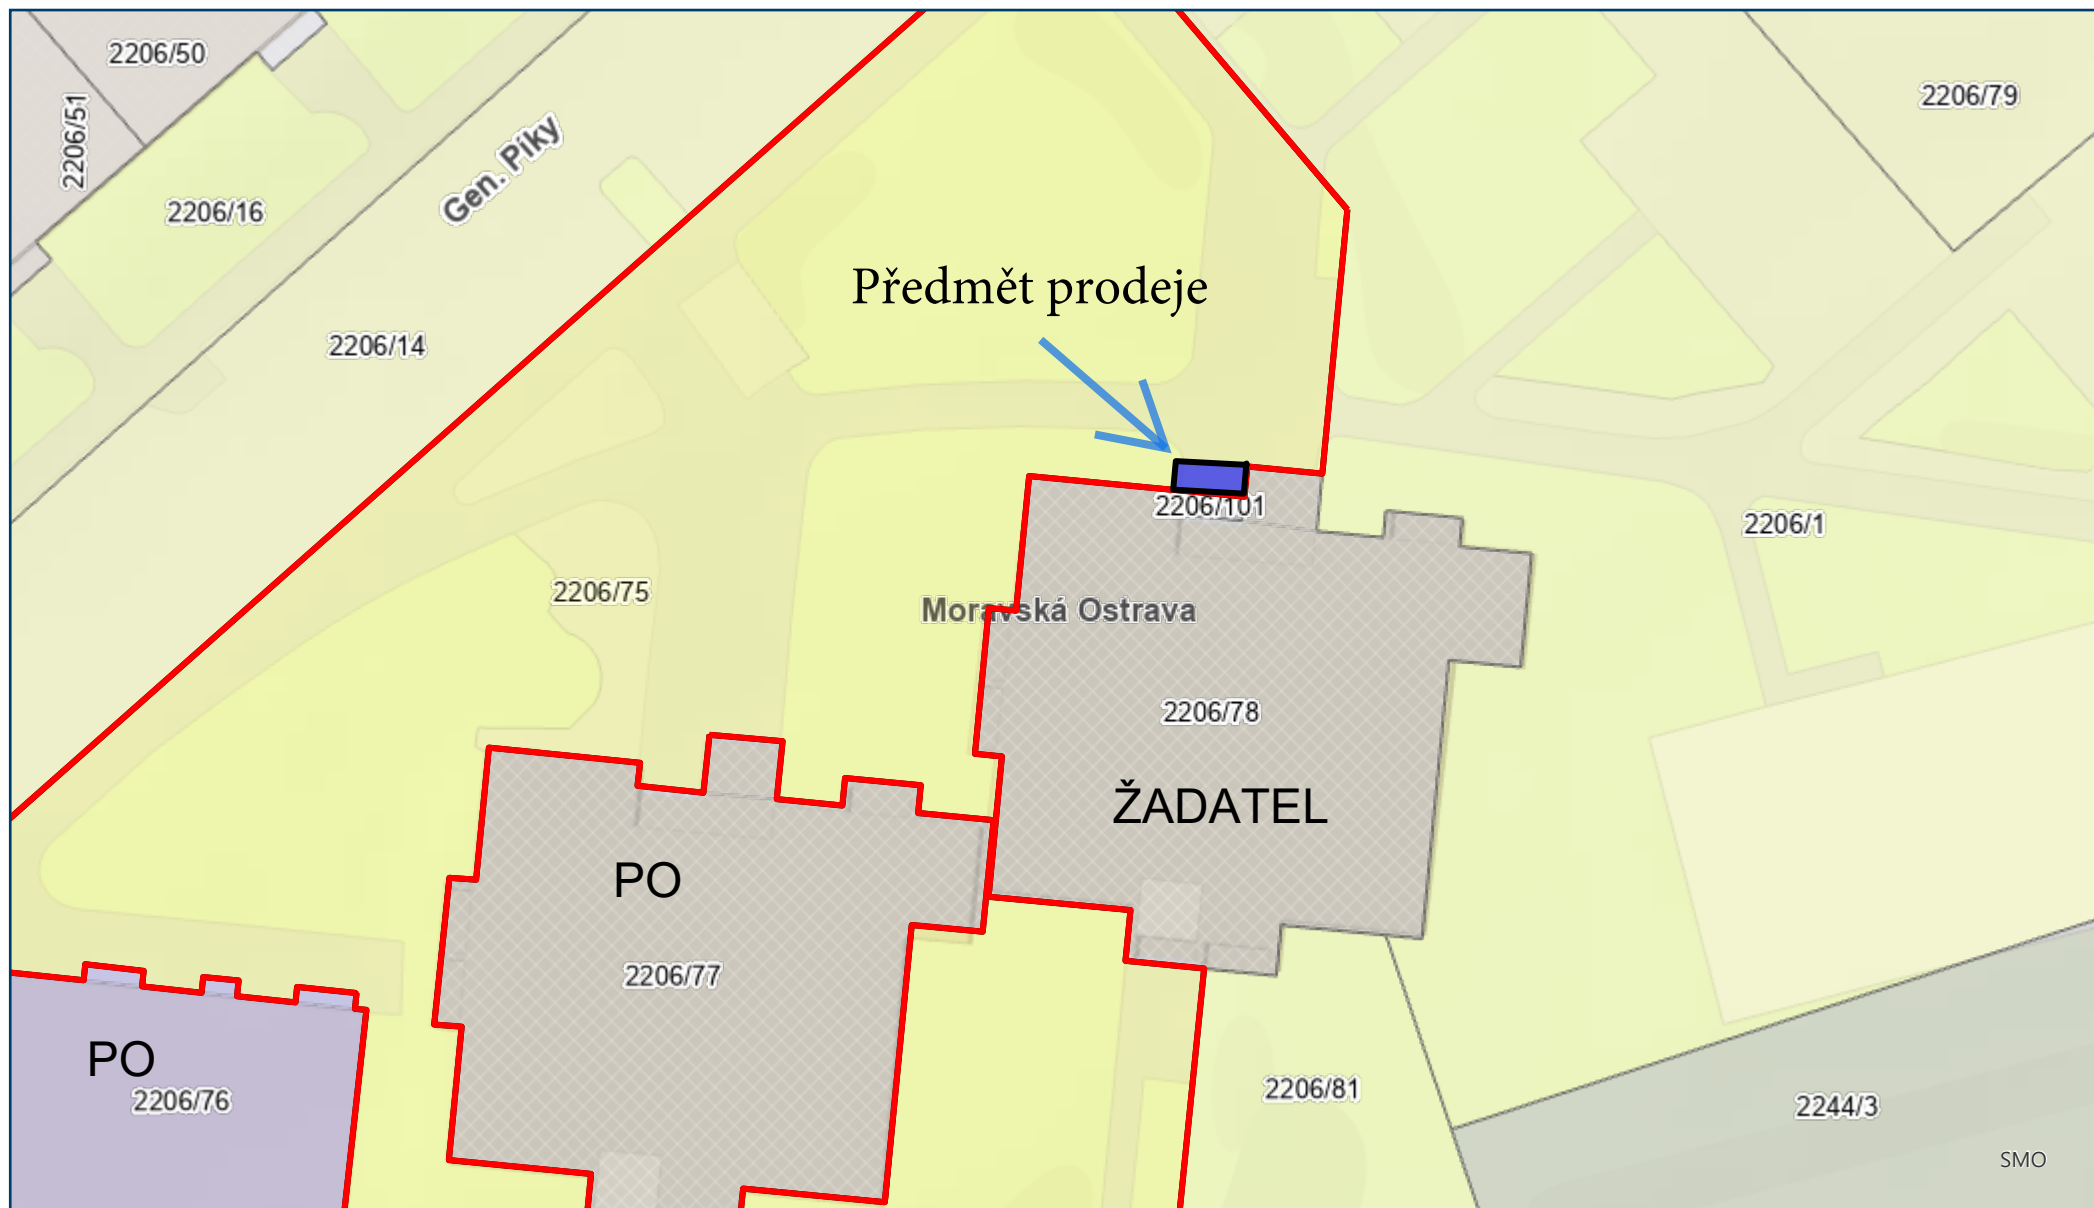 2206/50
2206/79
2206/51
Gen. Píky
2206/16
Předmět prodeje
2206/14
2206/101
2206/1
2206/75
Moravská Ostrava
2206/78
ŽADATEL
PO
2206/77
PO
2206/76
2206/81
2244/3
SMO